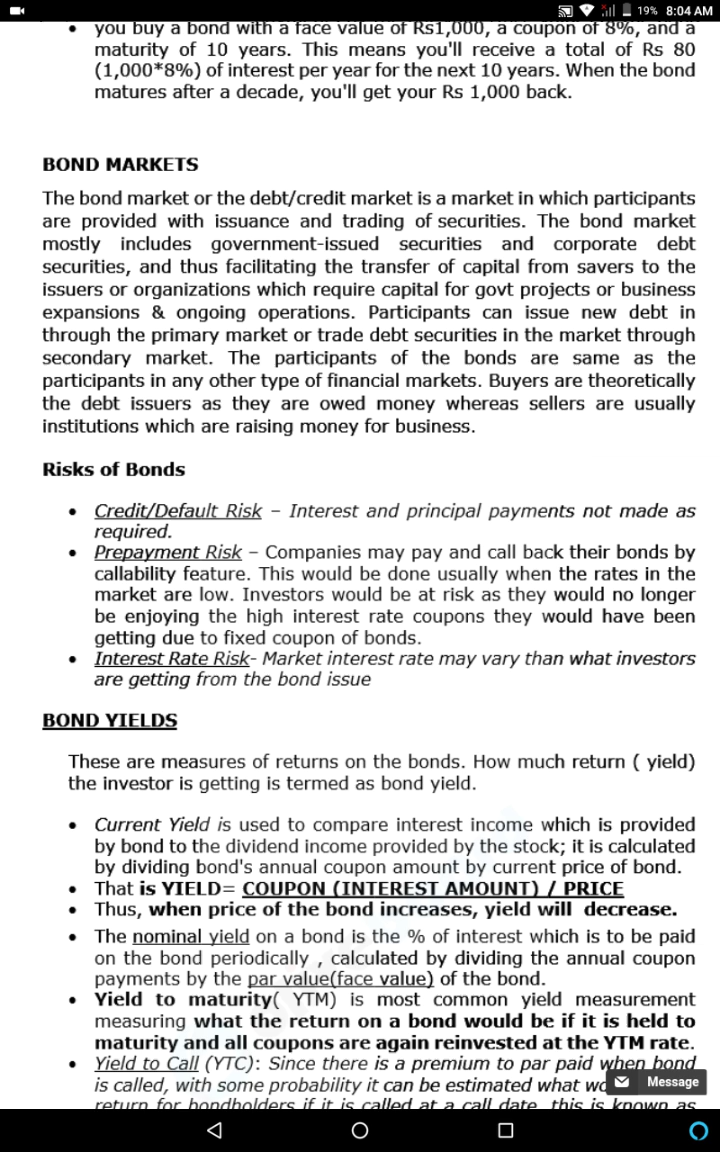 19% 8:04 AM
you buy a bond with a face value of Rs1,000, a coupon of 8%, and a
maturity of 10 years. This means you'll receive a total of Rs 80
(1,000*8%) of interest per year for the next 10 years. When the bond
matures after a decade, you'll get your Rs 1,000 back.
BOND MARKETS
The bond market or the debt/credit market is a market in which participants
are provided with issuance and trading of securities. The bond market
mostly includes government-issued securities and corporate debt
securities, and thus facilitating the transfer of capital from savers to the
issuers or organizations which require capital for govt projects or business
expansions & ongoing operations. Participants can issue new debt in
through the primary market or trade debt securities in the market through
secondary market. The participants of the bonds are same as the
participants in any other type of financial markets. Buyers are theoretically
the debt issuers as they are owed money whereas sellers are usually
institutions which are raising money for business.
Risks of Bonds
• Credit/Default Risk – Interest and principal payments not made as
required.
• Prepayment Risk – Companies may pay and call back their bonds by
callability feature. This would be done usually when the rates in the
market are low. Investors would be at risk as they would no longer
be enjoying the high interest rate coupons they would have been
getting due to fixed coupon of bonds.
• Interest Rate Risk- Market interest rate may vary than what investors
are getting from the bond issue
BOND YIELDS
These are measures of returns on the bonds. How much return ( yield)
the investor is getting is termed as bond yield.
• Current Yield is used to compare interest income which is provided
by bond to the dividend income provided by the stock; it is calculated
by dividing bond's annual coupon amount by current price of bond.
• That is YIELD= COUPON (INTEREST AMOUNT) / PRICE
• Thus, when price of the bond increases, yield will decrease.
• The nominal yield on a bond is the % of interest which is to be paid
on the bond periodically , calculated by dividing the annual coupon
payments by the par value(face value) of the bond.
• Yield to maturity( YTM) is most common yield measurement
measuring what the return on a bond would be if it is held to
maturity and all coupons are again reinvested at the YTM rate.
• Yield to Call (YTC): Since there is a premium to par paid when bond
is called, with some probability it can be estimated what
Message
return for bondholders if it is called at a call date, this is known as